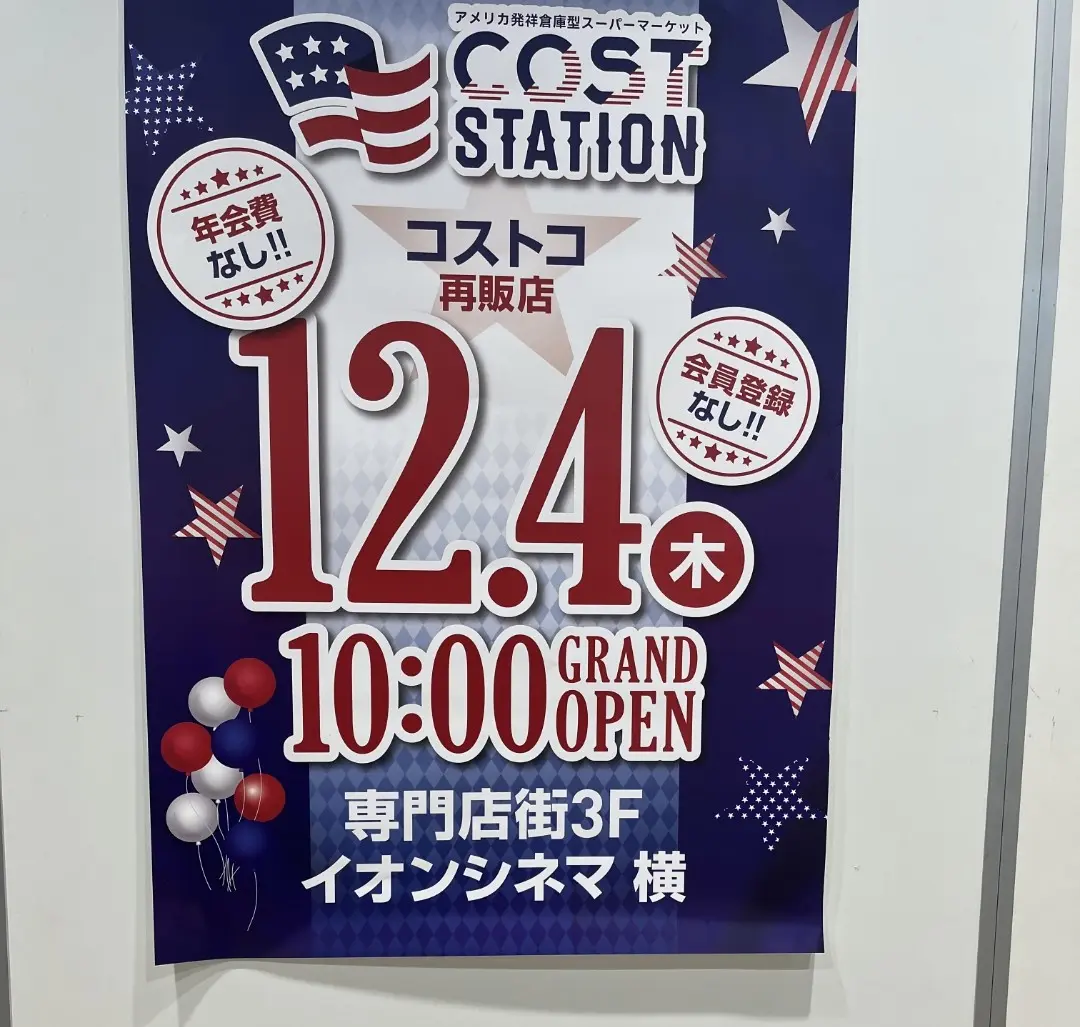 アメリカ発祥倉庫型スーパーマーケット
COST
STATION
年会費
なし!!
コストコ
再販店
会員登録
なし!!
12.4 木
10:00 GRAND
OPEN
専門店街3F
イオンシネマ 横